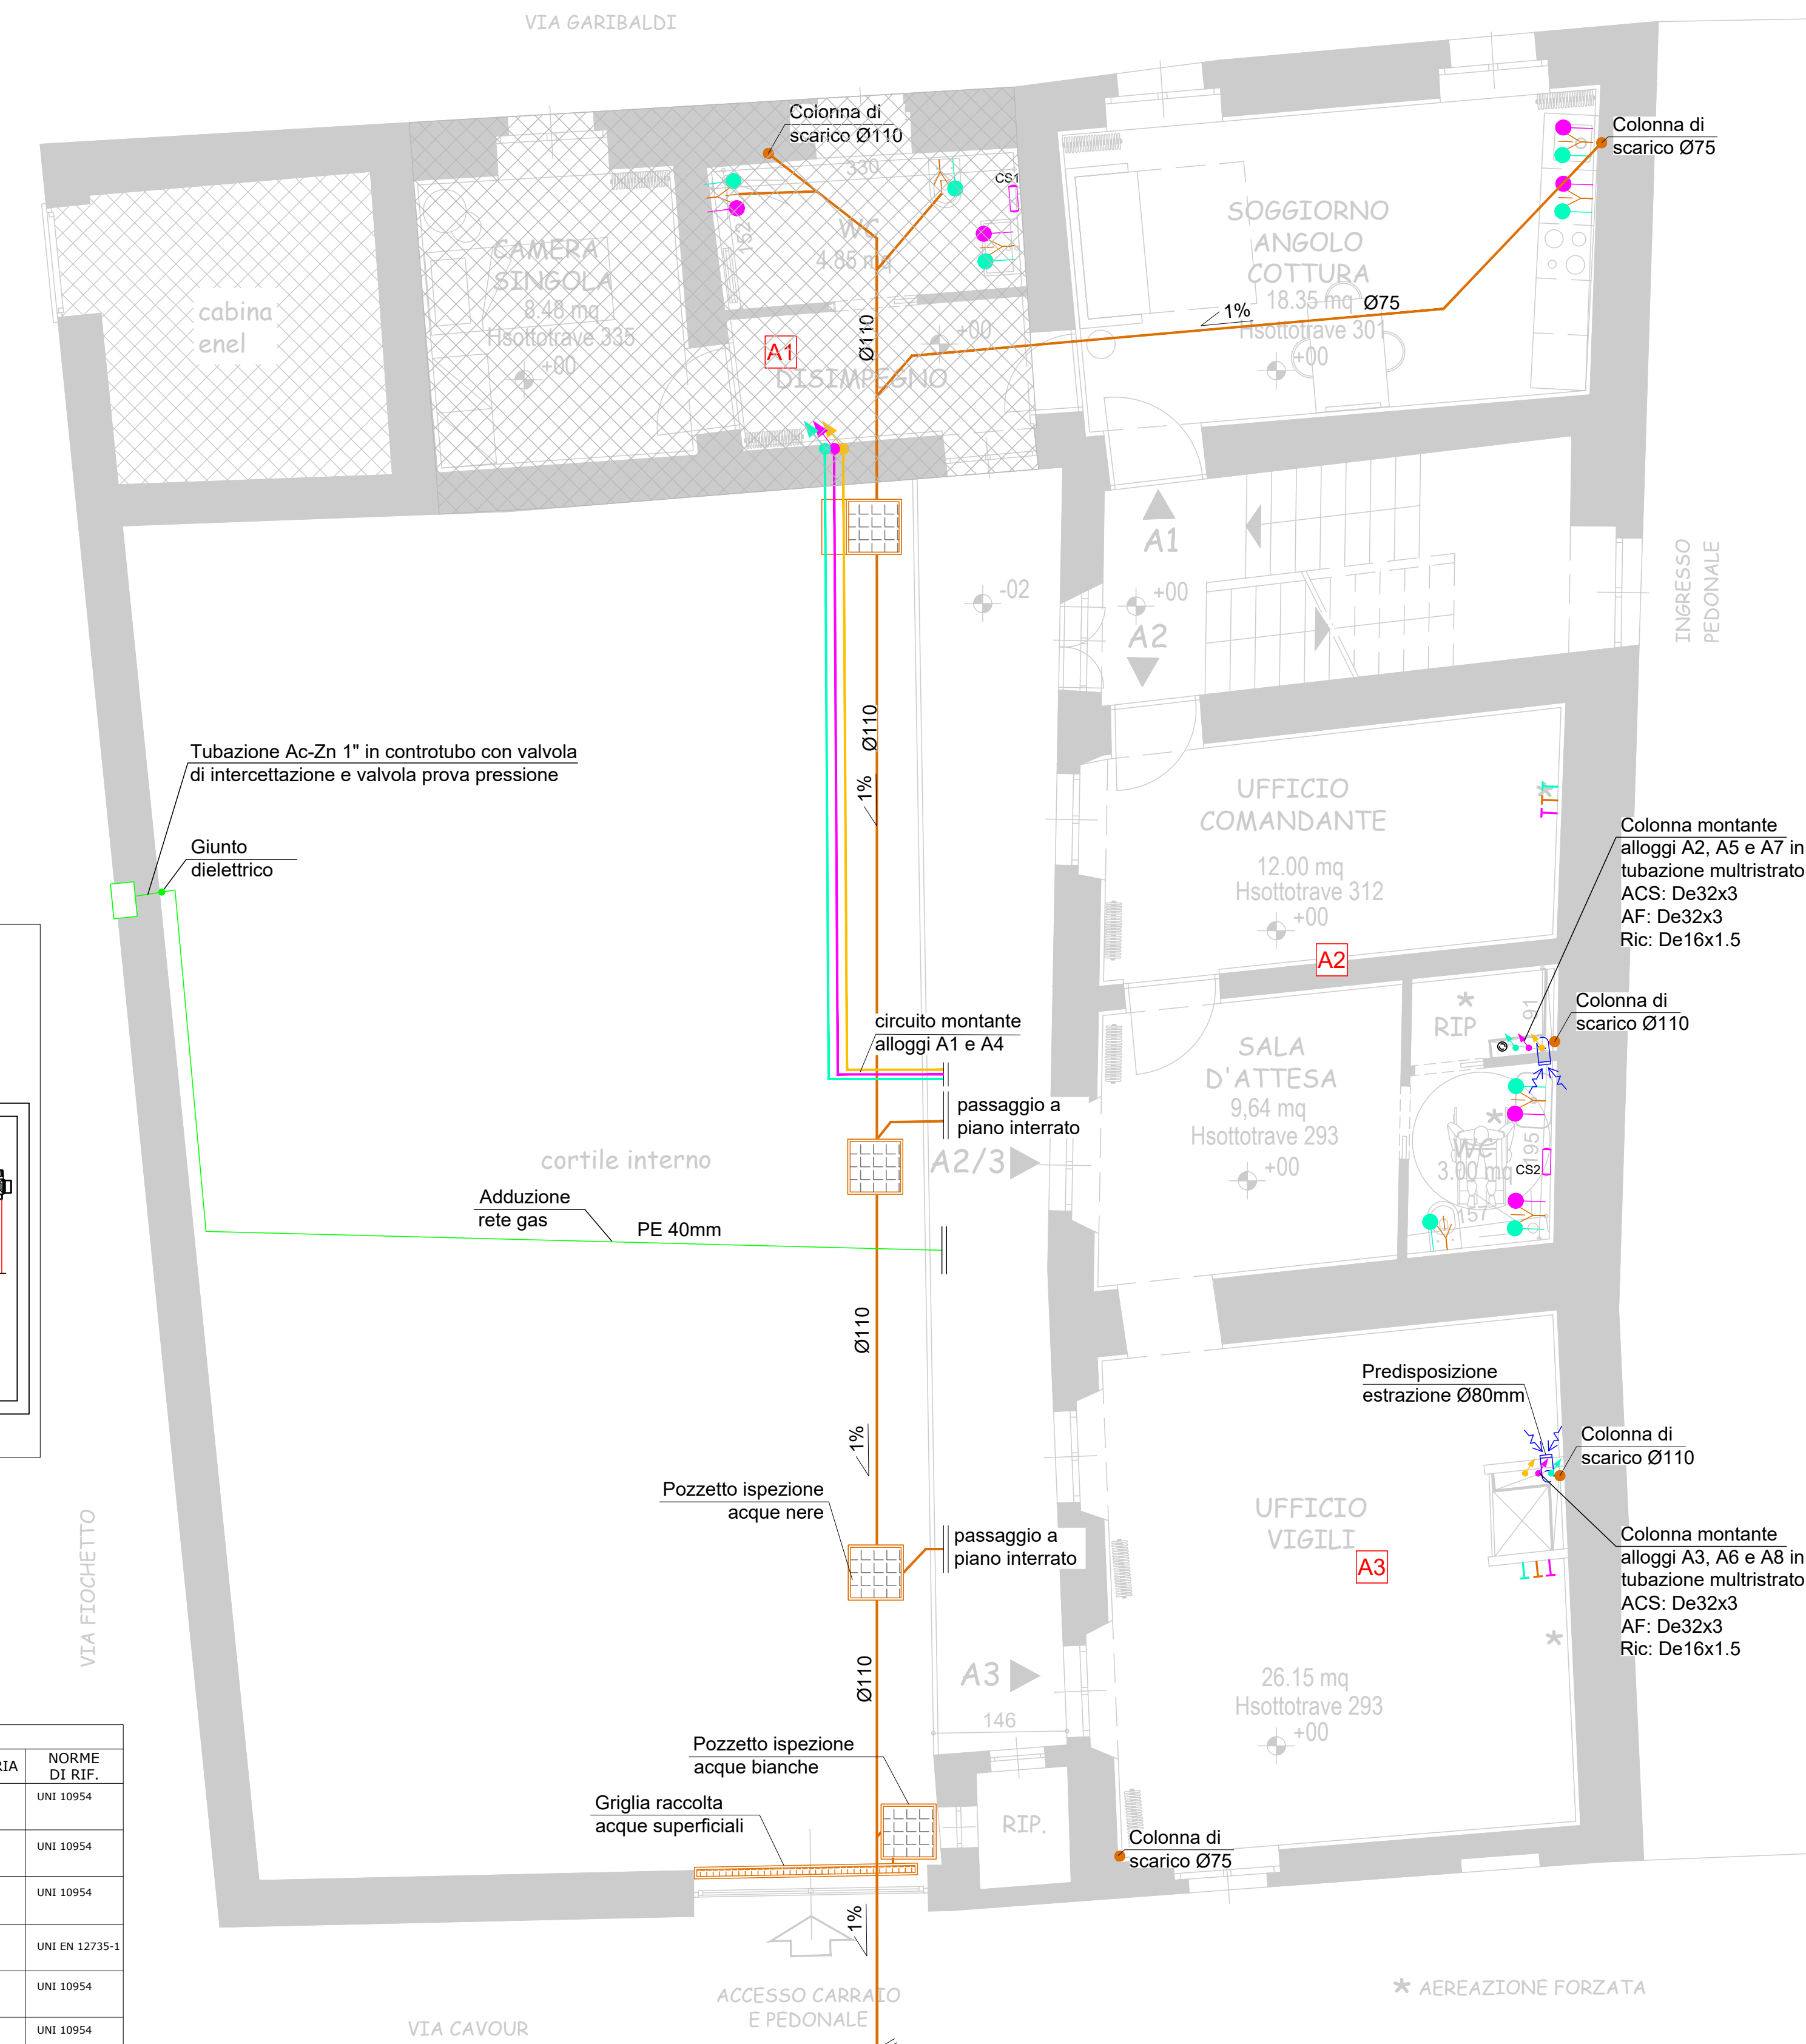 VIA GARIBALDI
Colonna di
scarico Ø110
330
CS1
WC
4.85 mq
152
CAMERA
SINGOLA
8.48 mq
Hsottotrave 335
+00
cabina
enel
A1
Ø110
+00
DISIMPEGNO
SOGGIORNO
ANGOLO
COTTURA
18.35 mq
Hsottotrave 301
+00
1%
Ø75
Colonna di
scarico Ø75
A1
+00
A2
-02
INGRESSO
PEDONALE
Ø110
1%
Tubazione Ac-Zn 1" in controtubo con valvola
di intercettazione e valvola prova pressione
Giunto
dielettrico
UFFICIO
COMANDANTE
12.00 mq
Hsottotrave 312
+00
*
A2
Colonna montante
alloggi A2, A5 e A7 in
tubazione multristrato
ACS: De32x3
AF: De32x3
Ric: De16x1.5
Colonna di
scarico Ø110
*
RIP
91
circuito montante
alloggi A1 e A4
passaggio a
piano interrato
SALA
D'ATTESA
9,64 mq
Hsottotrave 293
+00
*
WC
3.00 mq
195
CS2
157
cortile interno
A2/3
Adduzione
rete gas
PE 40mm
Ø110
1%
Predisposizione
estrazione Ø80mm
Colonna di
scarico Ø110
Pozzetto ispezione
acque nere
passaggio a
piano interrato
UFFICIO
VIGILI
A3
Colonna montante
alloggi A3, A6 e A8 in
tubazione multristrato
ACS: De32x3
AF: De32x3
Ric: De16x1.5
*
VIA FIOCHETTO
Ø110
A3
146
26.15 mq
Hsottotrave 293
+00
Pozzetto ispezione
acque bianche
Griglia raccolta
acque superficiali
RIP.
Colonna di
scarico Ø75
1%
RIA
NORME
DI RIF.
UNI 10954
UNI 10954
UNI 10954
UNI EN 12735-1
UNI 10954
UNI 10954
ACCESSO CARRAIO
E PEDONALE
* AEREAZIONE FORZATA
VIA CAVOUR